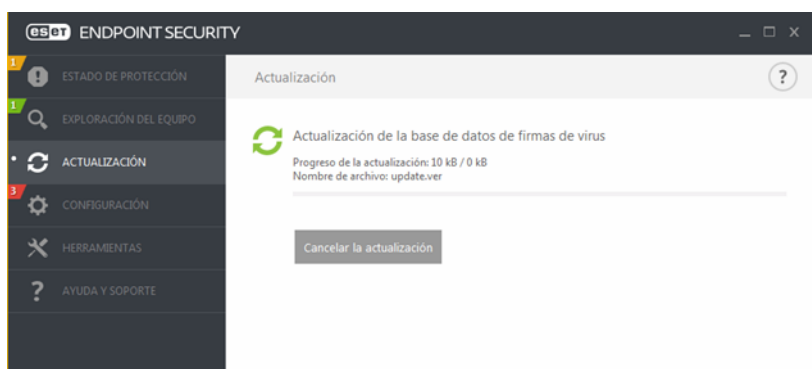 eset ENDPOINT SECURITY
1
ESTADO DE PROTECCIÓN
1
EXPLORACIÓN DEL EQUIPO
ACTUALIZACIÓN
3
CONFIGURACIÓN
HERRAMIENTAS
? AYUDA Y SOPORTE
Actualización ?
Actualización de la base de datos de firmas de virus
Progreso de la actualización: 10 kB / 0 kB
Nombre de archivo: update.ver
Cancelar la actualización